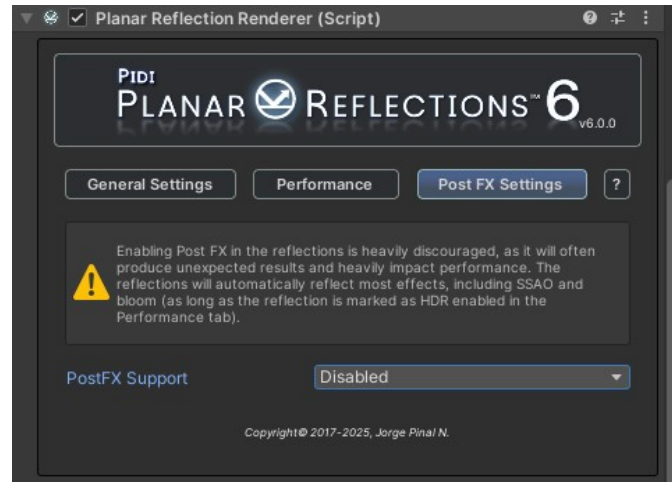 Planar Reflection Renderer (Script)
PIDI
PLANAR REFLECTIONS™ 6
v6.0.0
General Settings Performance Post FX Settings ?
Enabling Post FX in the reflections is heavily discouraged, as it will often
produce unexpected results and heavily impact performance. The
reflections will automatically reflect most effects, including SSAO and
bloom (as long as the reflection is marked as HDR enabled in the
Performance tab).
PostFX Support Disabled
Copyright© 2017-2025, Jorge Pinal N.